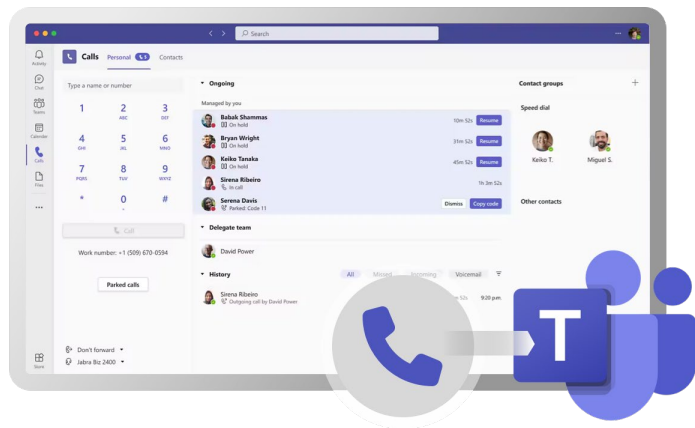 Search
Activity
Chat
Teams
Calendar
Calls
Files
Store
Calls Personal 5 Contacts
Type a name or number
1 2 3
ABC DEF
4 5 6
GHI JKL MNO
7 8 9
PQRS TUV WXYZ
* 0 #
Call
Work number: +1 (509) 670-0594
Parked calls
Don't forward
Jabra Biz 2400
Ongoing
Managed by you
Babak Shammas
On hold
10m 52s Resume
Bryan Wright
On hold
31m 52s Resume
Keiko Tanaka
On hold
45m 52s Resume
Sirena Ribeiro
In call
1h 3m 52s
Serena Davis
Parked: Code 11
Dismiss Copy code
Delegate team
David Power
History
All Missed Incoming Voicemail
Sirena Ribeiro
Outgoing call by David Power
52s 9:20 p.m.
Contact groups
Speed dial
Keiko T. Miguel S.
Other contacts
T